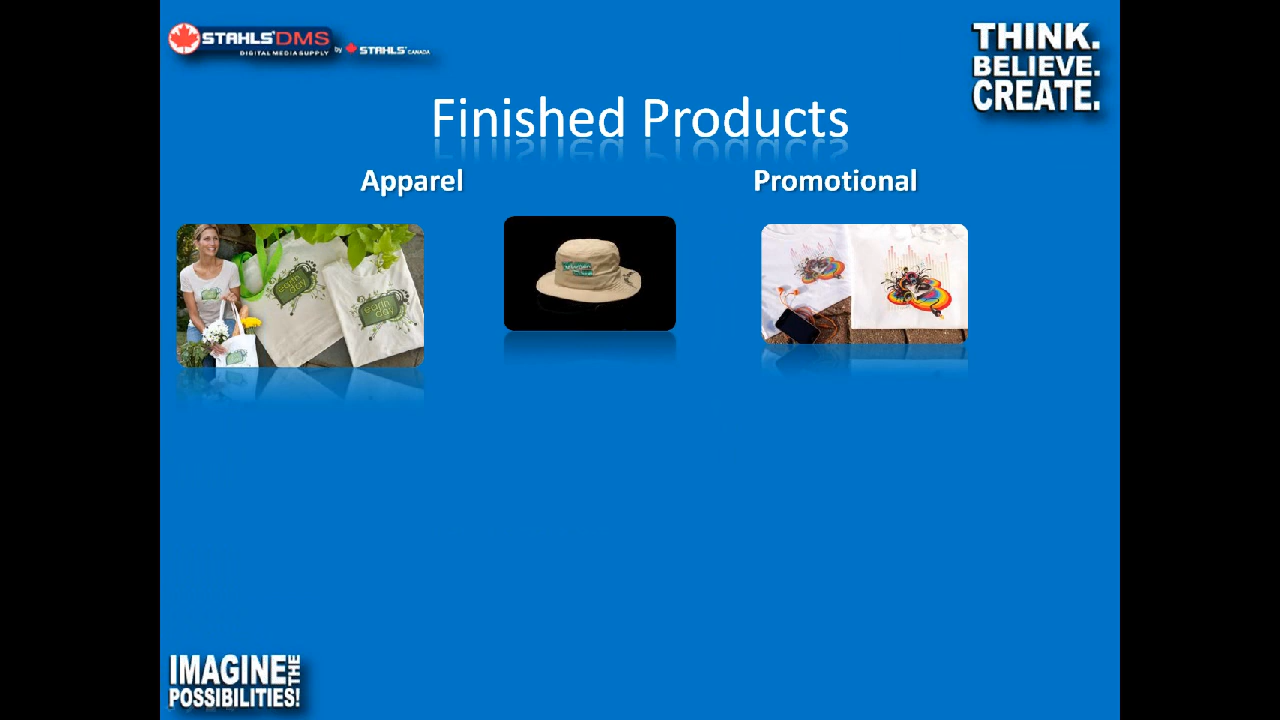 STAHLS' DMS
DIGITAL MEDIA SUPPLY by STAHLS' CANADA
THINK.
BELIEVE.
CREATE.
Finished Products
Apparel
Promotional
IMAGINE THE
POSSIBILITIES!